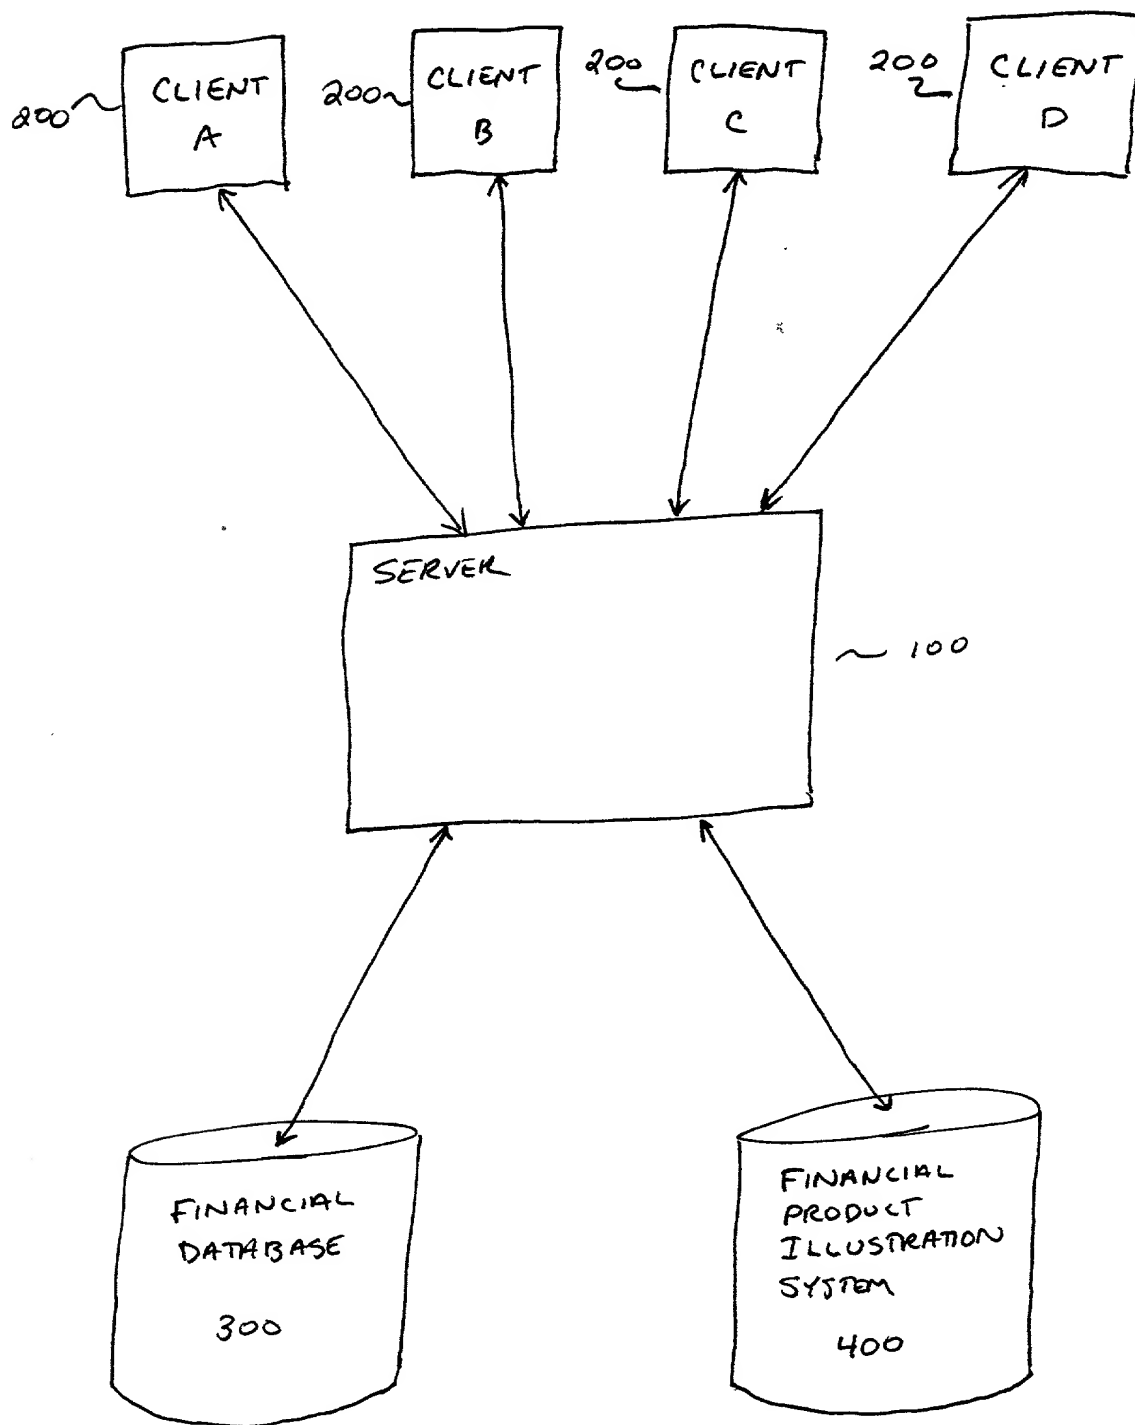 200
CLIENT
A
200
CLIENT
B
200
CLIENT
C
200
CLIENT
D
SERVER
100
FINANCIAL
DATABASE
300
FINANCIAL
PRODUCT
ILLUSTRATION
SYSTEM
400